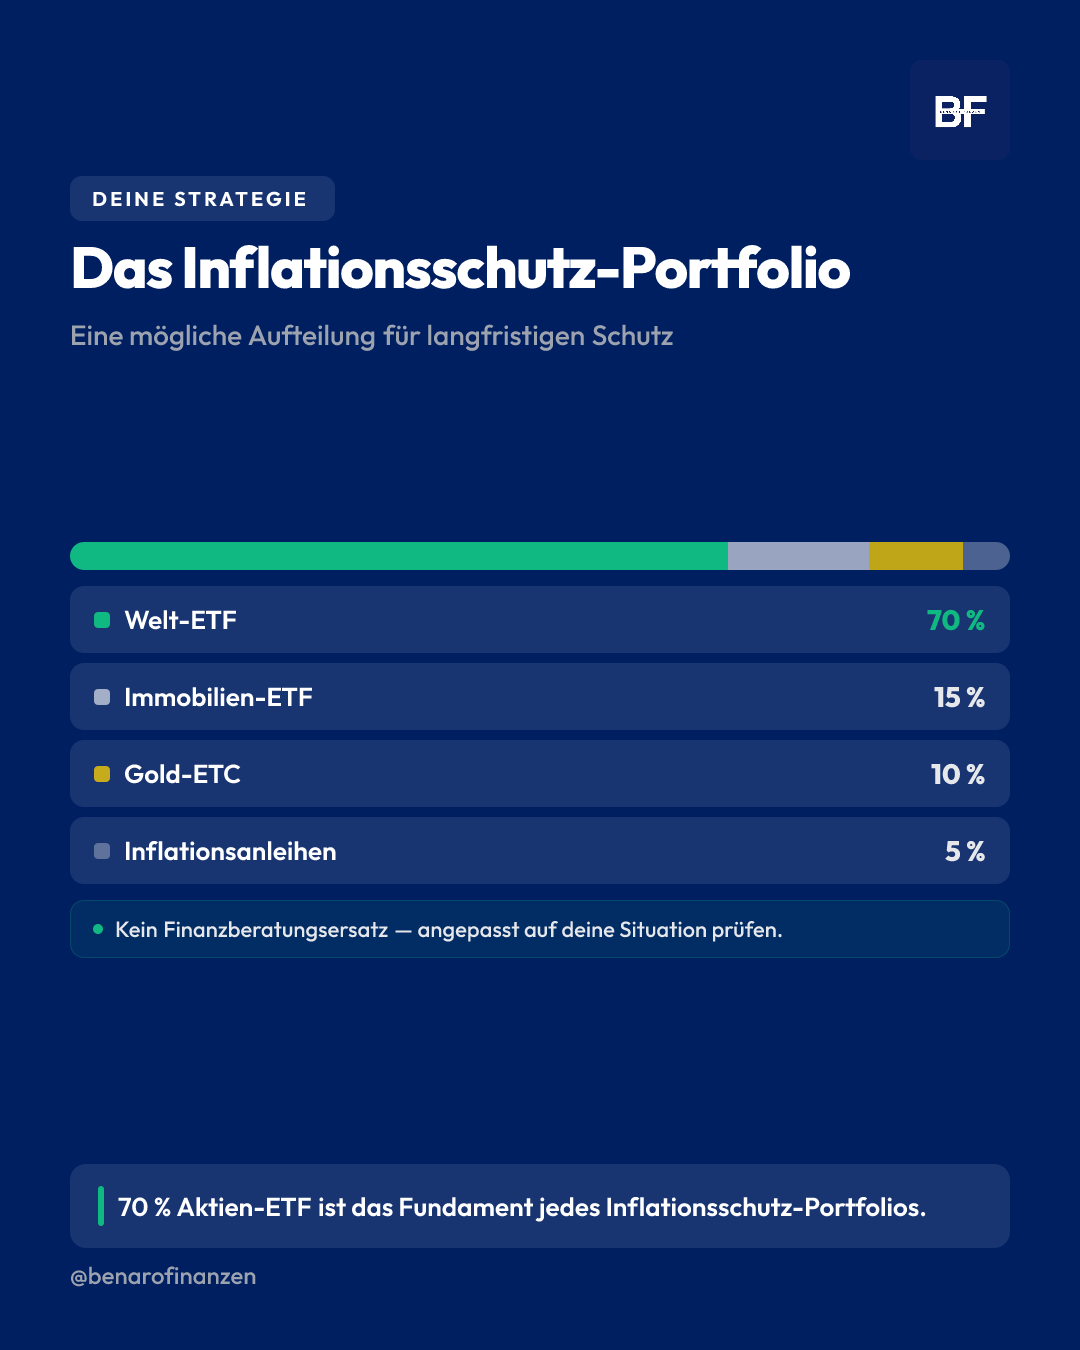 BF
DEINE STRATEGIE
Das Inflationsschutz-Portfolio
Eine mögliche Aufteilung für langfristigen Schutz
Welt-ETF 70 %
Immobilien-ETF 15 %
Gold-ETC 10 %
Inflationsanleihen 5 %
Kein Finanzberatungsersatz — angepasst auf deine Situation prüfen.
70 % Aktien-ETF ist das Fundament jedes Inflationsschutz-Portfolios.
@benarofinanzen